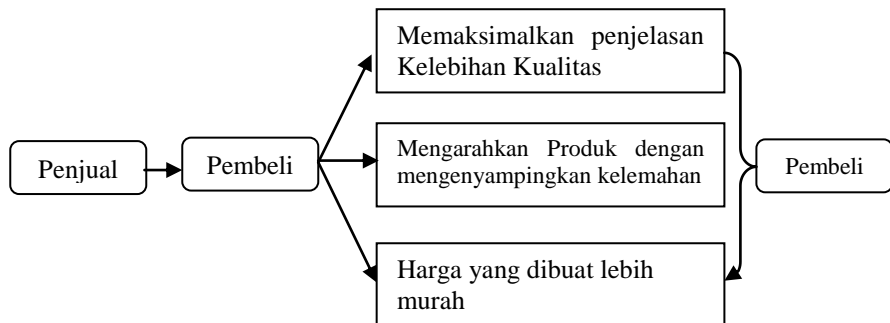 Penjual
Pembeli
Memaksimalkan penjelasan
Kelebihan Kualitas
Mengarahkan Produk dengan
mengenyampingkan kelemahan
Harga yang dibuat lebih
murah
Pembeli